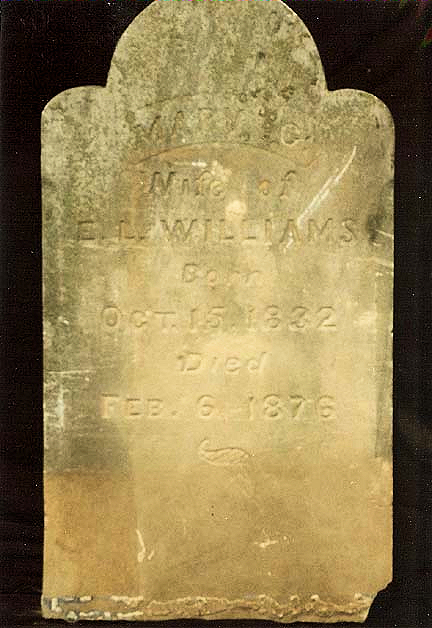 MARY C.
Wife of
E. L. WILLIAMS
Born
OCT. 15, 1832
Died
FEB. 6, 1876